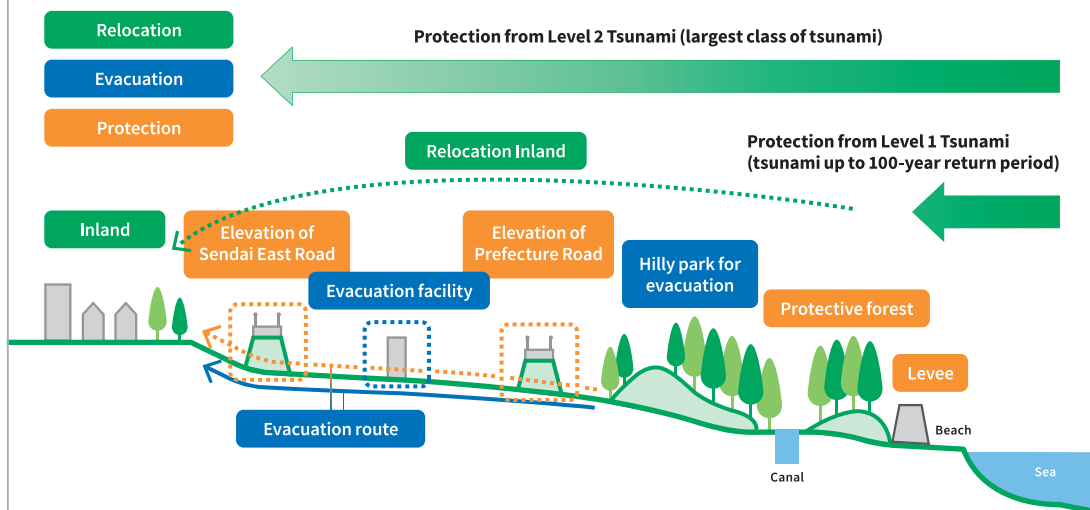 Relocation
Evacuation
Protection
Protection from Level 2 Tsunami (largest class of tsunami)
Protection from Level 1 Tsunami
(tsunami up to 100-year return period)
Relocation Inland
Inland
Elevation of
Sendai East Road
Elevation of
Prefecture Road
Hilly park for
evacuation
Evacuation facility
Protective forest
Levee
Evacuation route
Beach
Canal
Sea